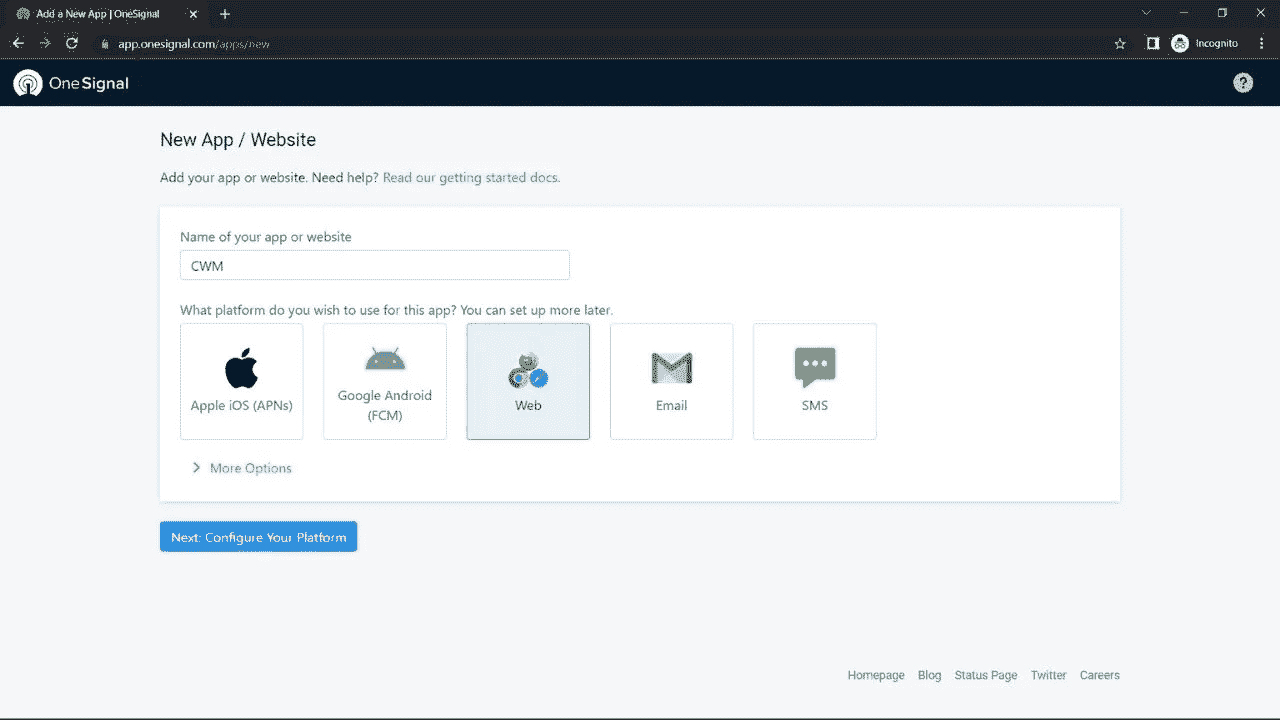 Add a New App | OneSignal
app.onesignal.com/apps/new
Incognito
OneSignal
New App / Website
Add your app or website. Need help? Read our getting started docs.
Name of your app or website
CWM
What platform do you wish to use for this app? You can set up more later.
Apple iOS (APNs)
Google Android
(FCM)
Web
Email
SMS
More Options
Next: Configure Your Platform
Homepage Blog Status Page Twitter Careers